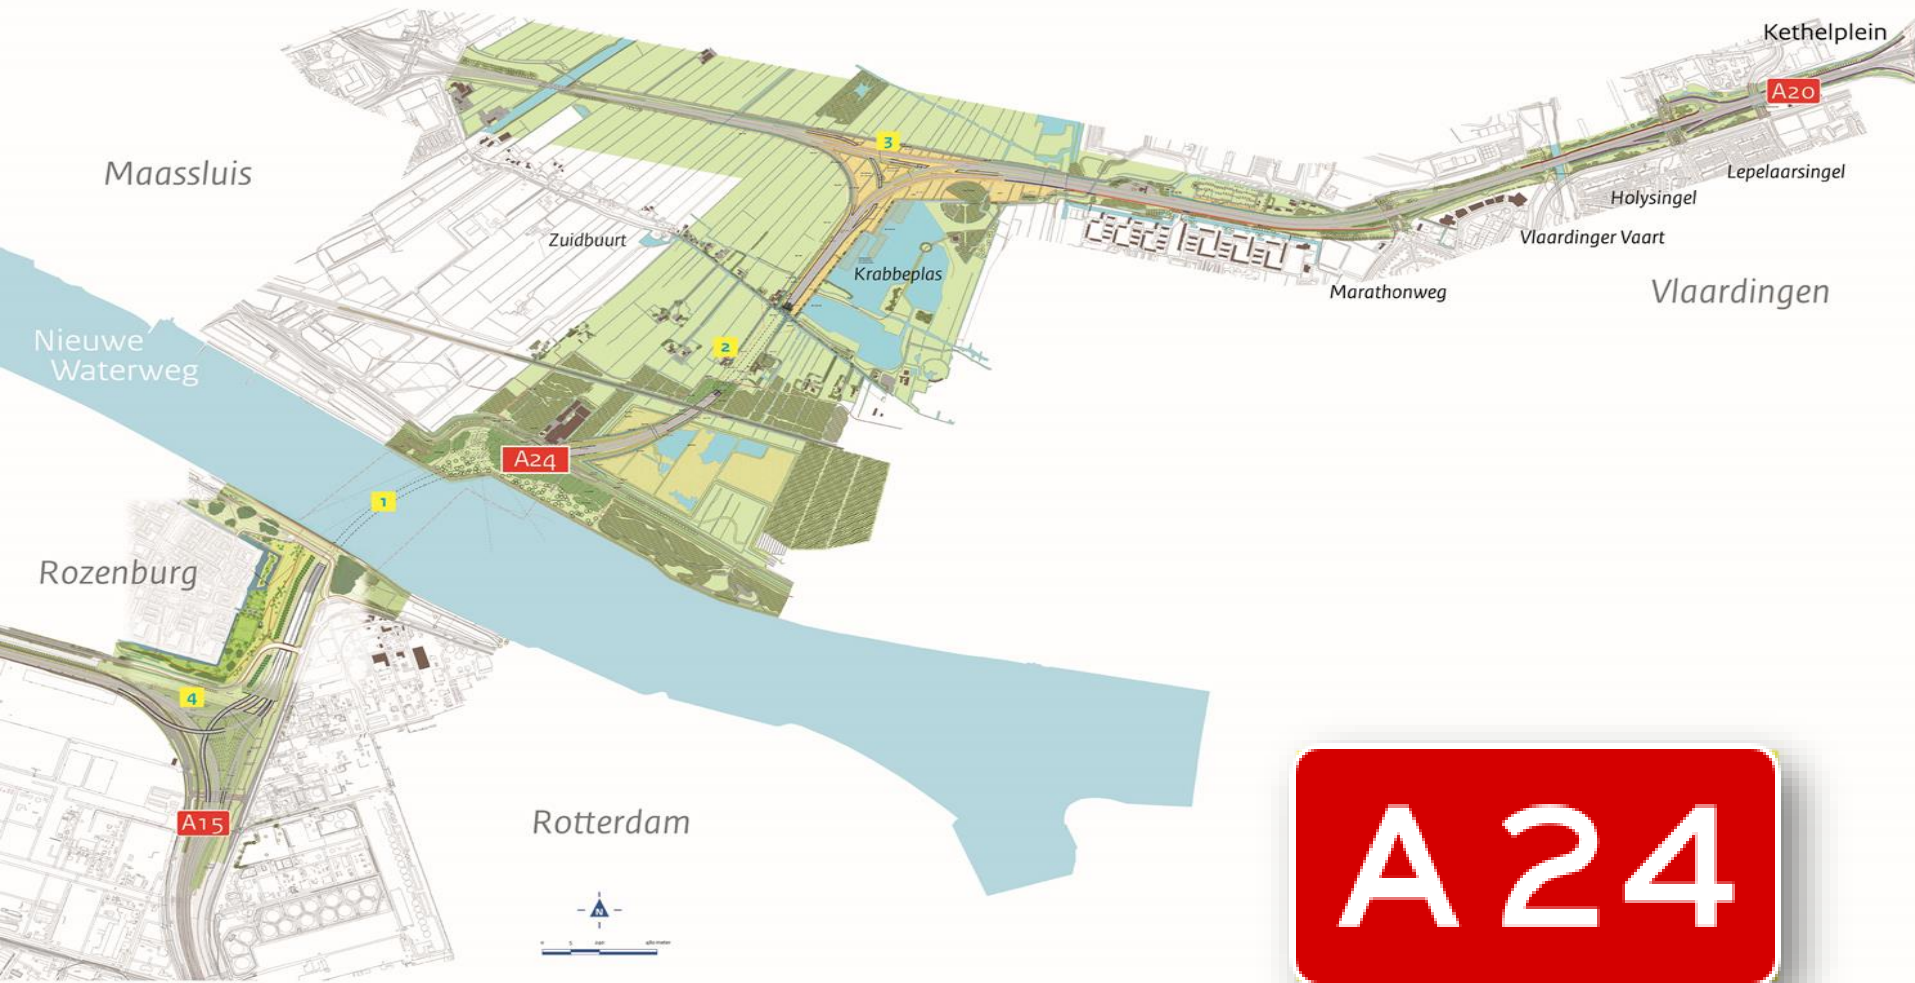 Kethelplein
A20
3
Maassluis
Lepelaarsingel
Holysingel
Zuidbuurt
Vlaardinger Vaart
Krabbeplas
Marathonweg
Vlaardingen
Nieuwe
Waterweg
2
A24
1
Rozenburg
4
A15
Rotterdam
N
A24